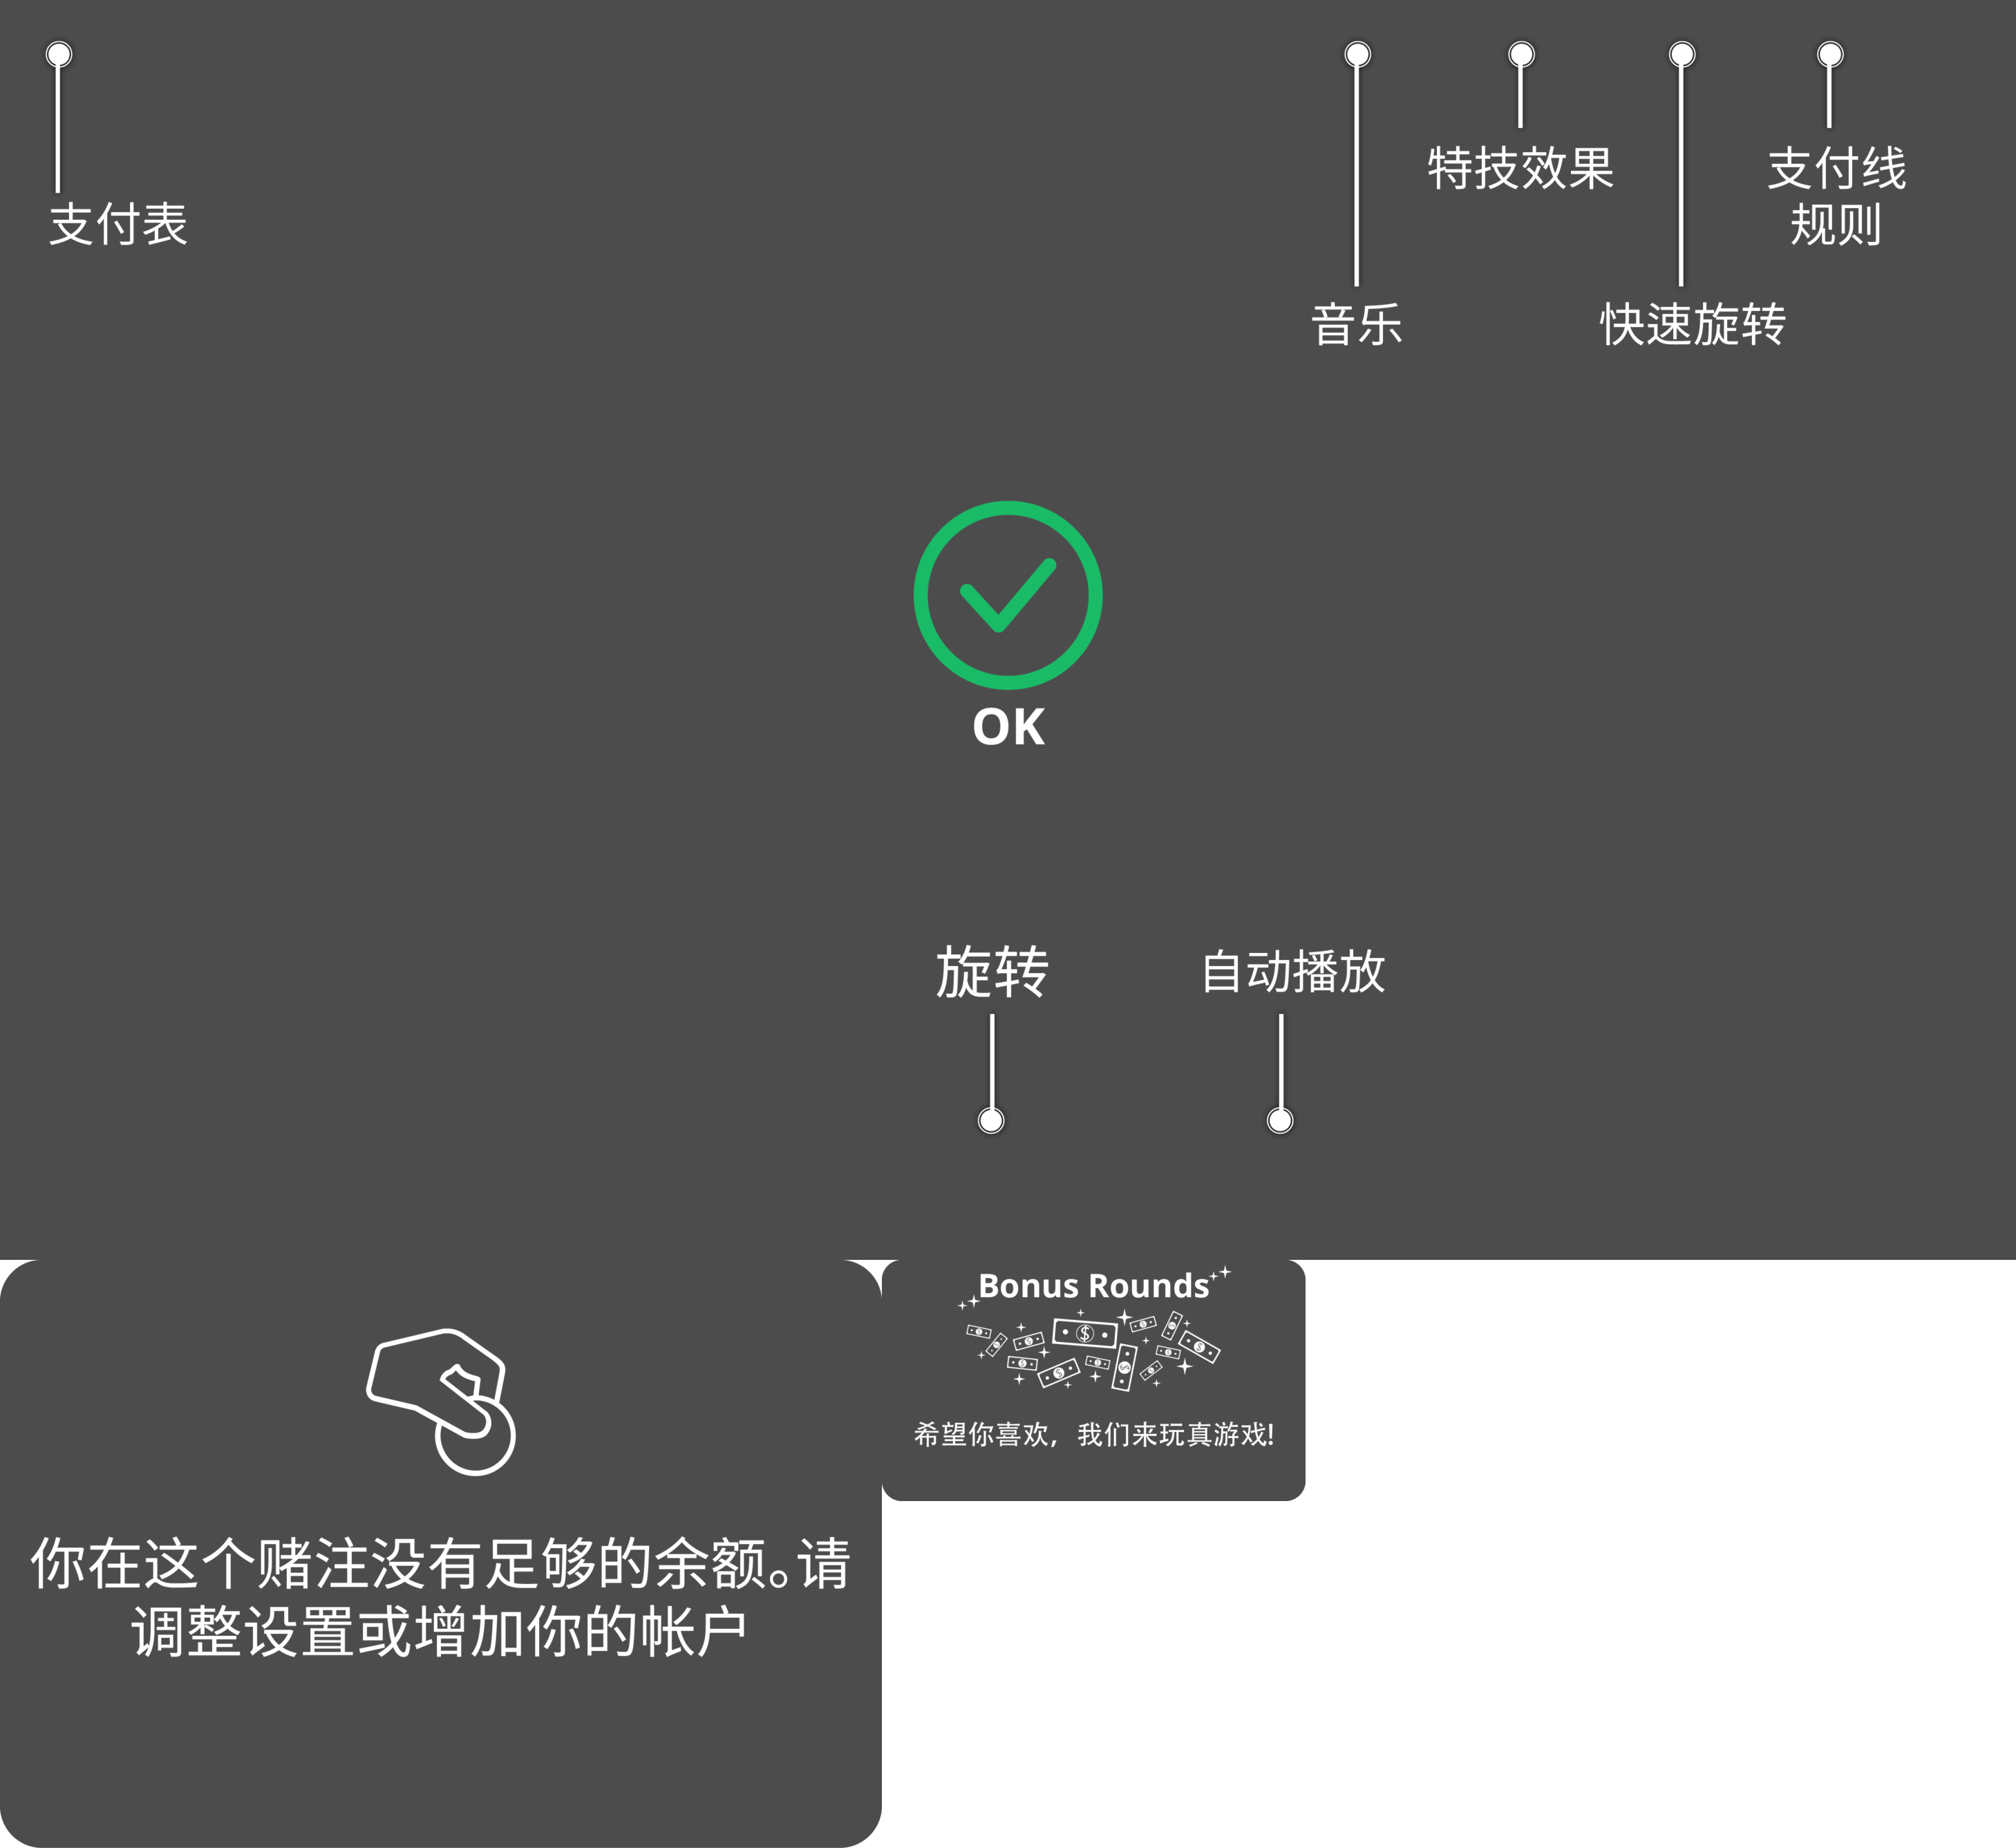 支付表
特技效果
支付线
规则
音乐
快速旋转
OK
旋转
自动播放
Bonus Rounds
希望你喜欢， 我们来玩真游戏!
你在这个赌注没有足够的余额。请
调整这置或增加你的帐户